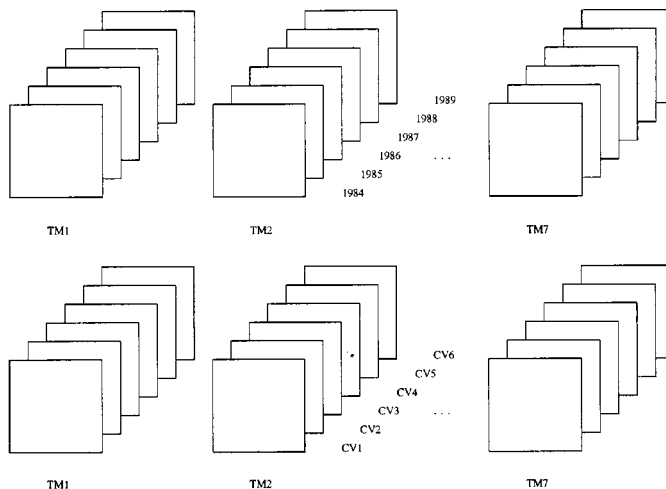 1989
1988
1987
1986 ...
1985
1984
TM1 TM2 TM7
CV6
CV5
CV4
CV3 ...
CV2
CV1
TM1 TM2 TM7